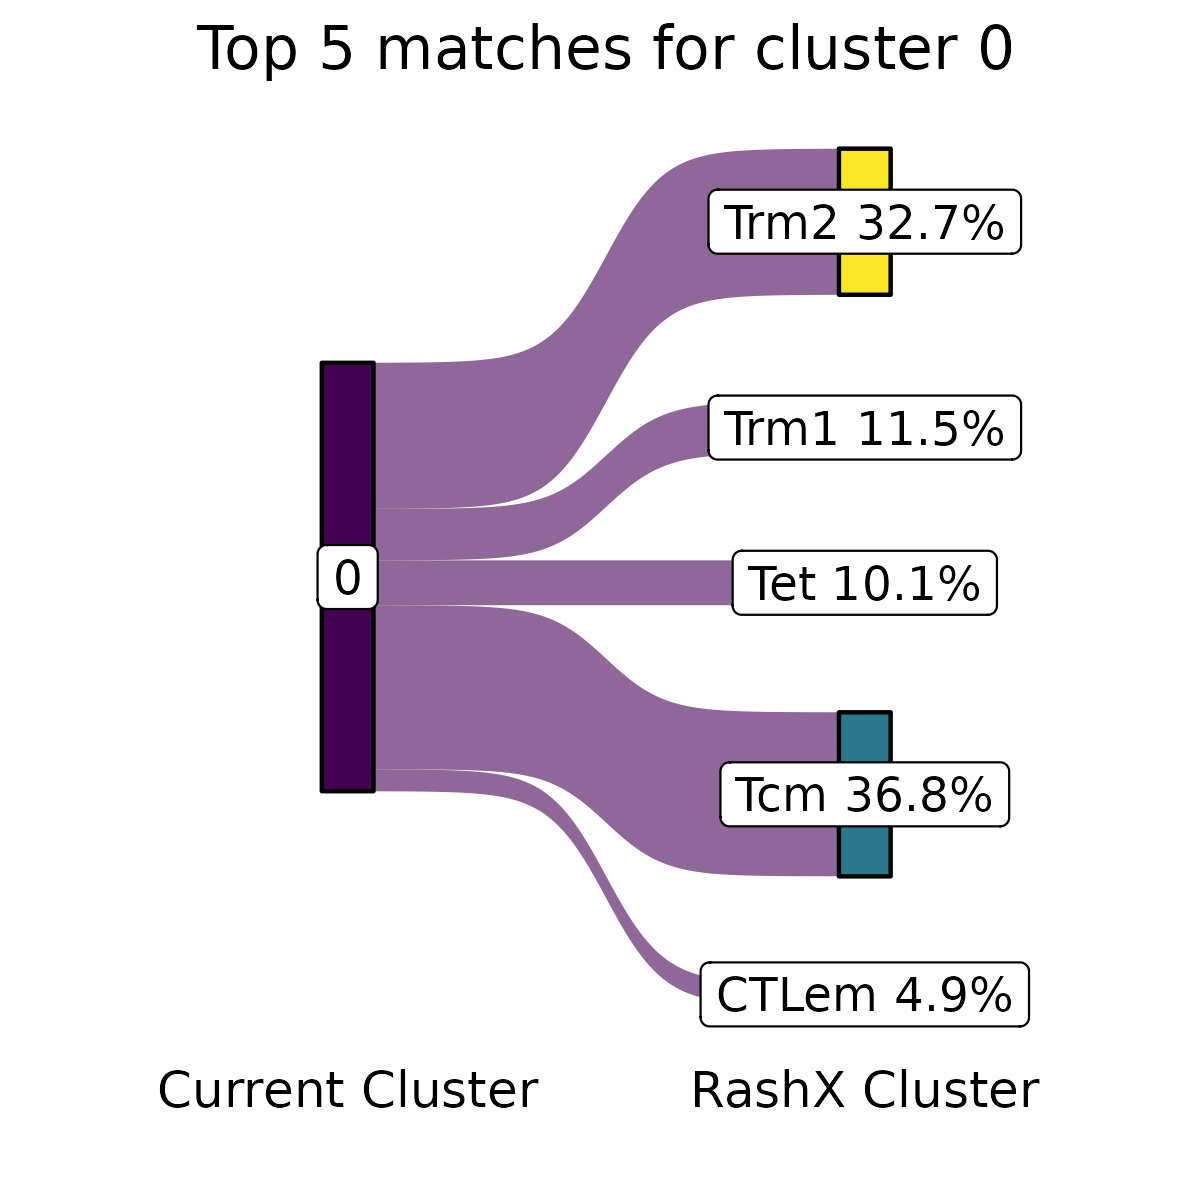 Top 5 matches for cluster 0
Trm2 32.7%
Trm1 11.5%
0
Tet 10.1%
Tcm 36.8%
CTLem 4.9%
Current Cluster
RashX Cluster